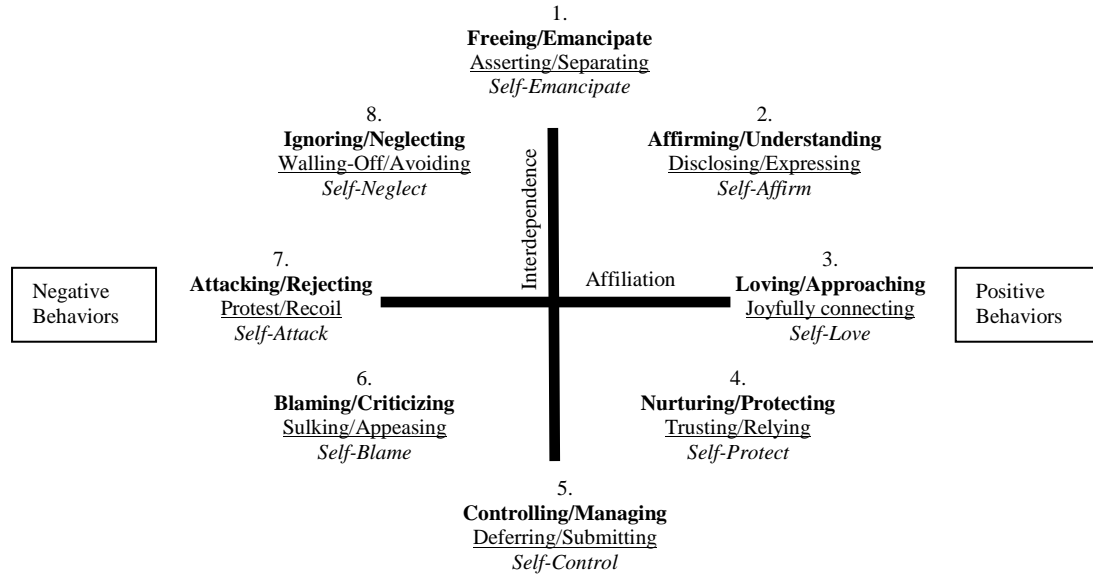 1.
Freeing/Emancipate
Asserting/Separating
Self-Emancipate
8.
Ignoring/Neglecting
Walling-Off/Avoiding
Self-Neglect
2.
Affirming/Understanding
Disclosing/Expressing
Self-Affirm
Interdependence
Affiliation
Negative
Behaviors
7.
Attacking/Rejecting
Protest/Recoil
Self-Attack
3.
Loving/Approaching
Joyfully connecting
Self-Love
Positive
Behaviors
6.
Blaming/Criticizing
Sulking/Appeasing
Self-Blame
4.
Nurturing/Protecting
Trusting/Relying
Self-Protect
5.
Controlling/Managing
Deferring/Submitting
Self-Control